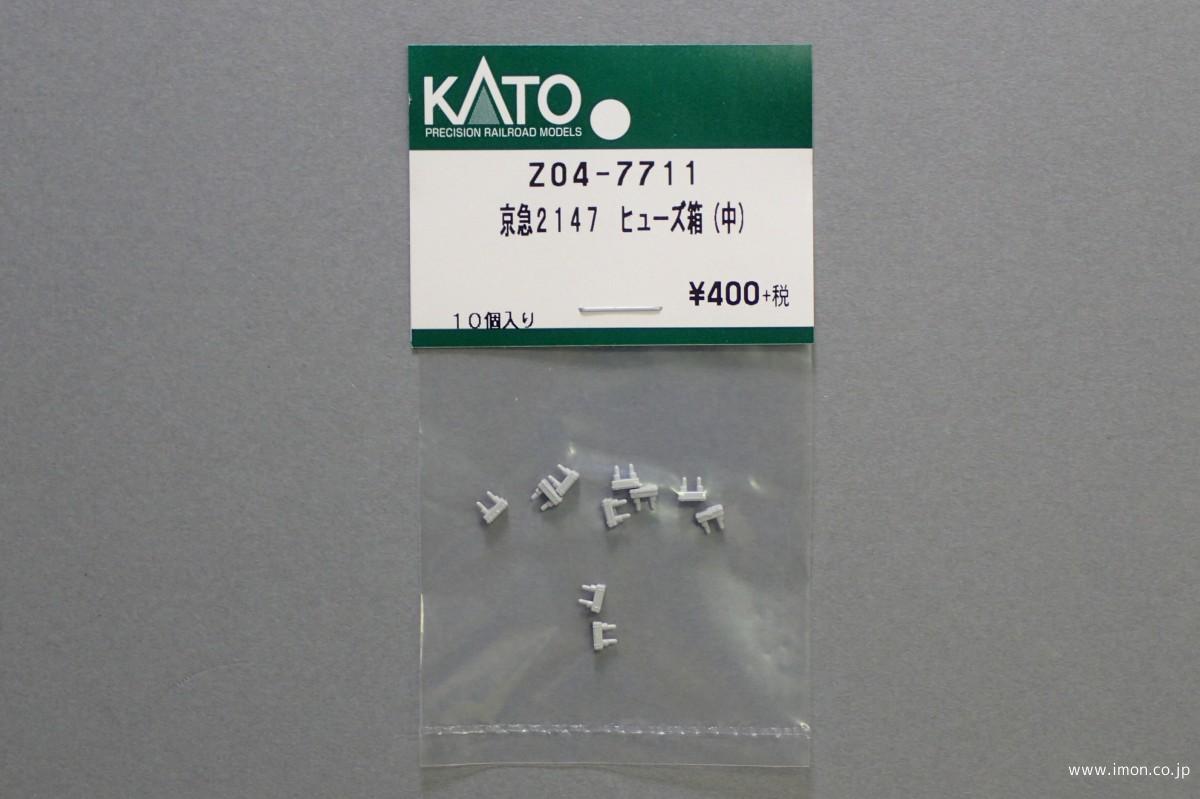 KATO
PRECISION RAILROAD MODELS
Z04-7711
京急2147 ヒューズ箱(中)
¥400+税
10個入り
www.imon.co.jp